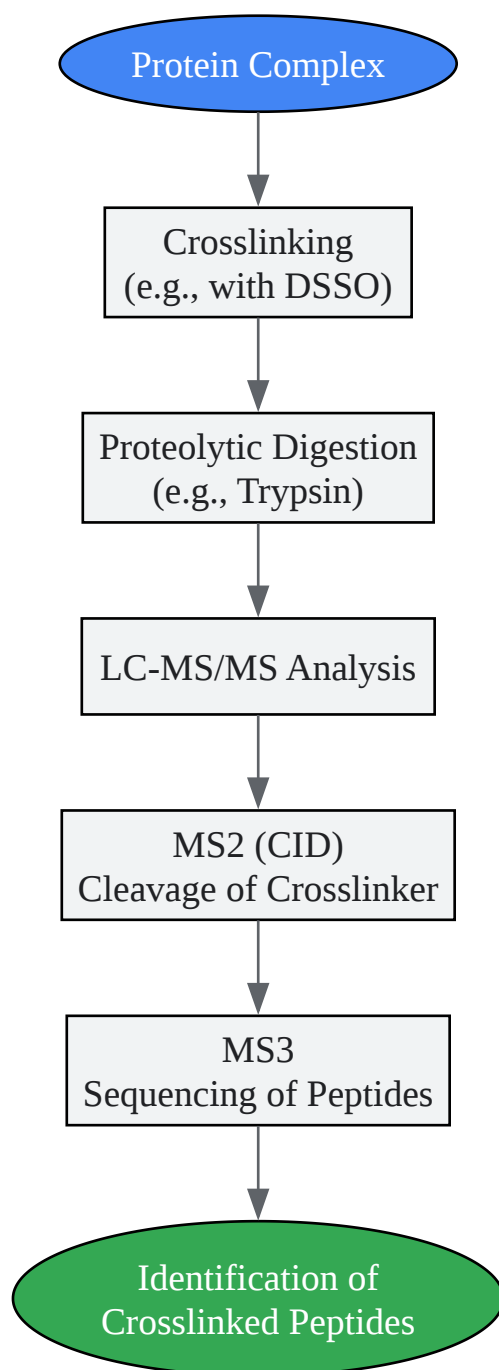 Protein Complex
Crosslinking
(e.g., with DSSO)
Proteolytic Digestion
(e.g., Trypsin)
LC-MS/MS Analysis
MS2 (CID)
Cleavage of Crosslinker
MS3
Sequencing of Peptides
Identification of
Crosslinked Peptides